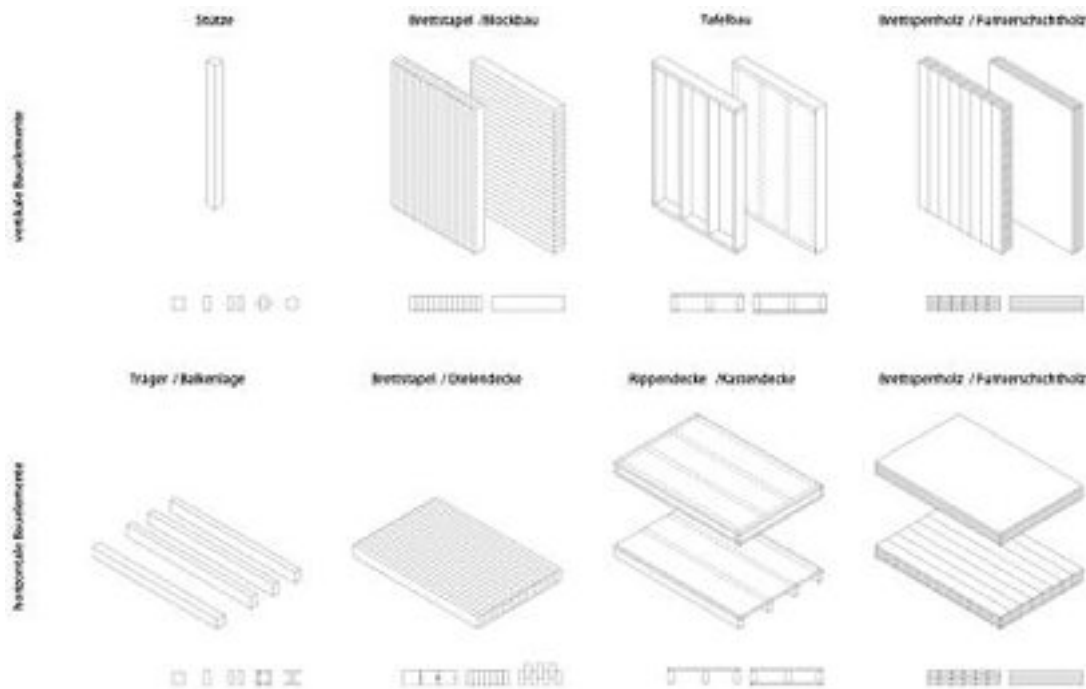 Stütze
Brettstapel /Blockbau
Tafelbau
Brettsperrholz / Furnierschichtholz
vertikale Bauelemente
Träger / Balkenlage
Brettstapel / Dielendecke
Rippendecke /Kastendecke
Brettsperrholz / Furnierschichtholz
horizontale Bauelemente